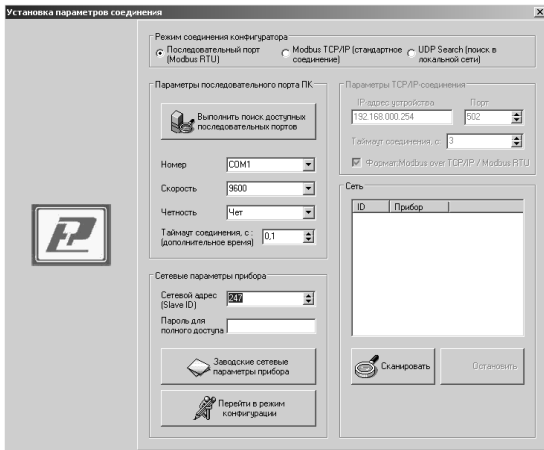 Установка параметров соединения
Режим соединения конфигуратора
Последовательный порт
(Modbus RTU)
Modbus TCP/IP (стандартное
соединение)
UDP Search (поиск в
локальной сети)
Параметры последовательного порта ПК
Выполнить поиск доступных
последовательных портов
Номер
COM1
Скорость
9600
Четность
Чет
Таймаут соединения, с :
(дополнительное время)
0,1
Сетевые параметры прибора
Сетевой адрес
(Slave ID)
247
Пароль для
полного доступа
Заводские сетевые
параметры прибора
Перейти в режим
конфигурации
Параметры TCP/IP-соединения
IP-адрес устройства
Порт
192.168.000.254
502
Таймаут соединения, с:
3
Формат:Modbus over TCP/IP / Modbus RTU
Сеть
ID
Прибор
Сканировать
Остановить